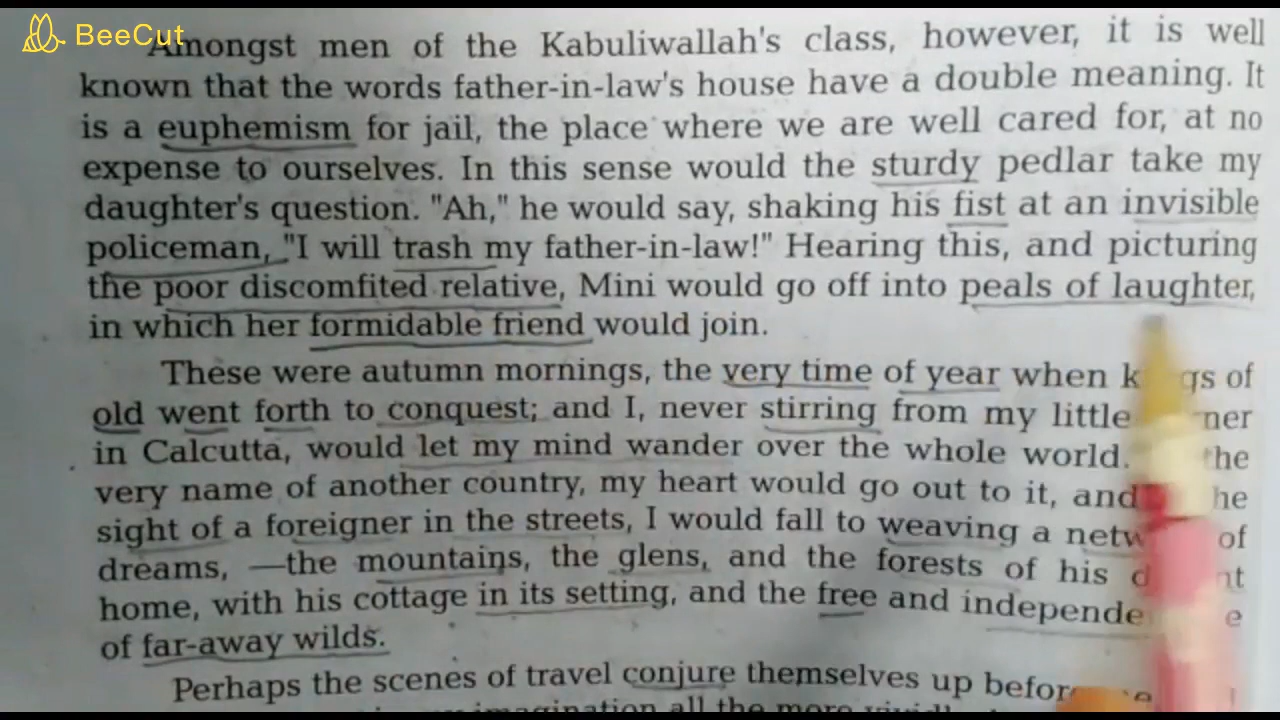 BeeCut
Amongst men of the Kabuliwallah's class, however, it is well
known that the words father-in-law's house have a double meaning. It
is a euphemism for jail, the place where we are well cared for, at no
expense to ourselves. In this sense would the sturdy pedlar take my
daughter's question. "Ah," he would say, shaking his fist at an invisible
policeman, "I will trash my father-in-law!" Hearing this, and picturing
the poor discomfited relative, Mini would go off into peals of laughter,
in which her formidable friend would join.
These were autumn mornings, the very time of year when of
old went forth to conquest; and I, never stirring from my little
in Calcutta, would let my mind wander over the whole world. the
very name of another country, my heart would go out to it, and
sight of a foreigner in the streets, I would fall to weaving a of
dreams, —the mountains, the glens, and the forests of his
home, with his cottage in its setting, and the free and
of far-away wilds.
Perhaps the scenes of travel conjure themselves up
imagination all the more